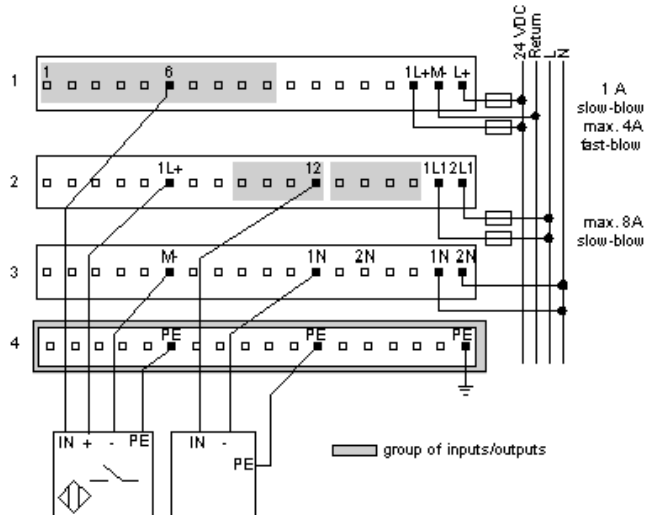 24 VDC
Return
L
N
1
1
6
1L+ M- L+
1 A
slow-blow
max. 4A
fast-blow
2
1L+
12
1L1 2L1
max. 8A
slow-blow
3
M-
1N
2N
1N
2N
4
PE
PE
PE
IN + - PE
IN -
PE
group of inputs/outputs